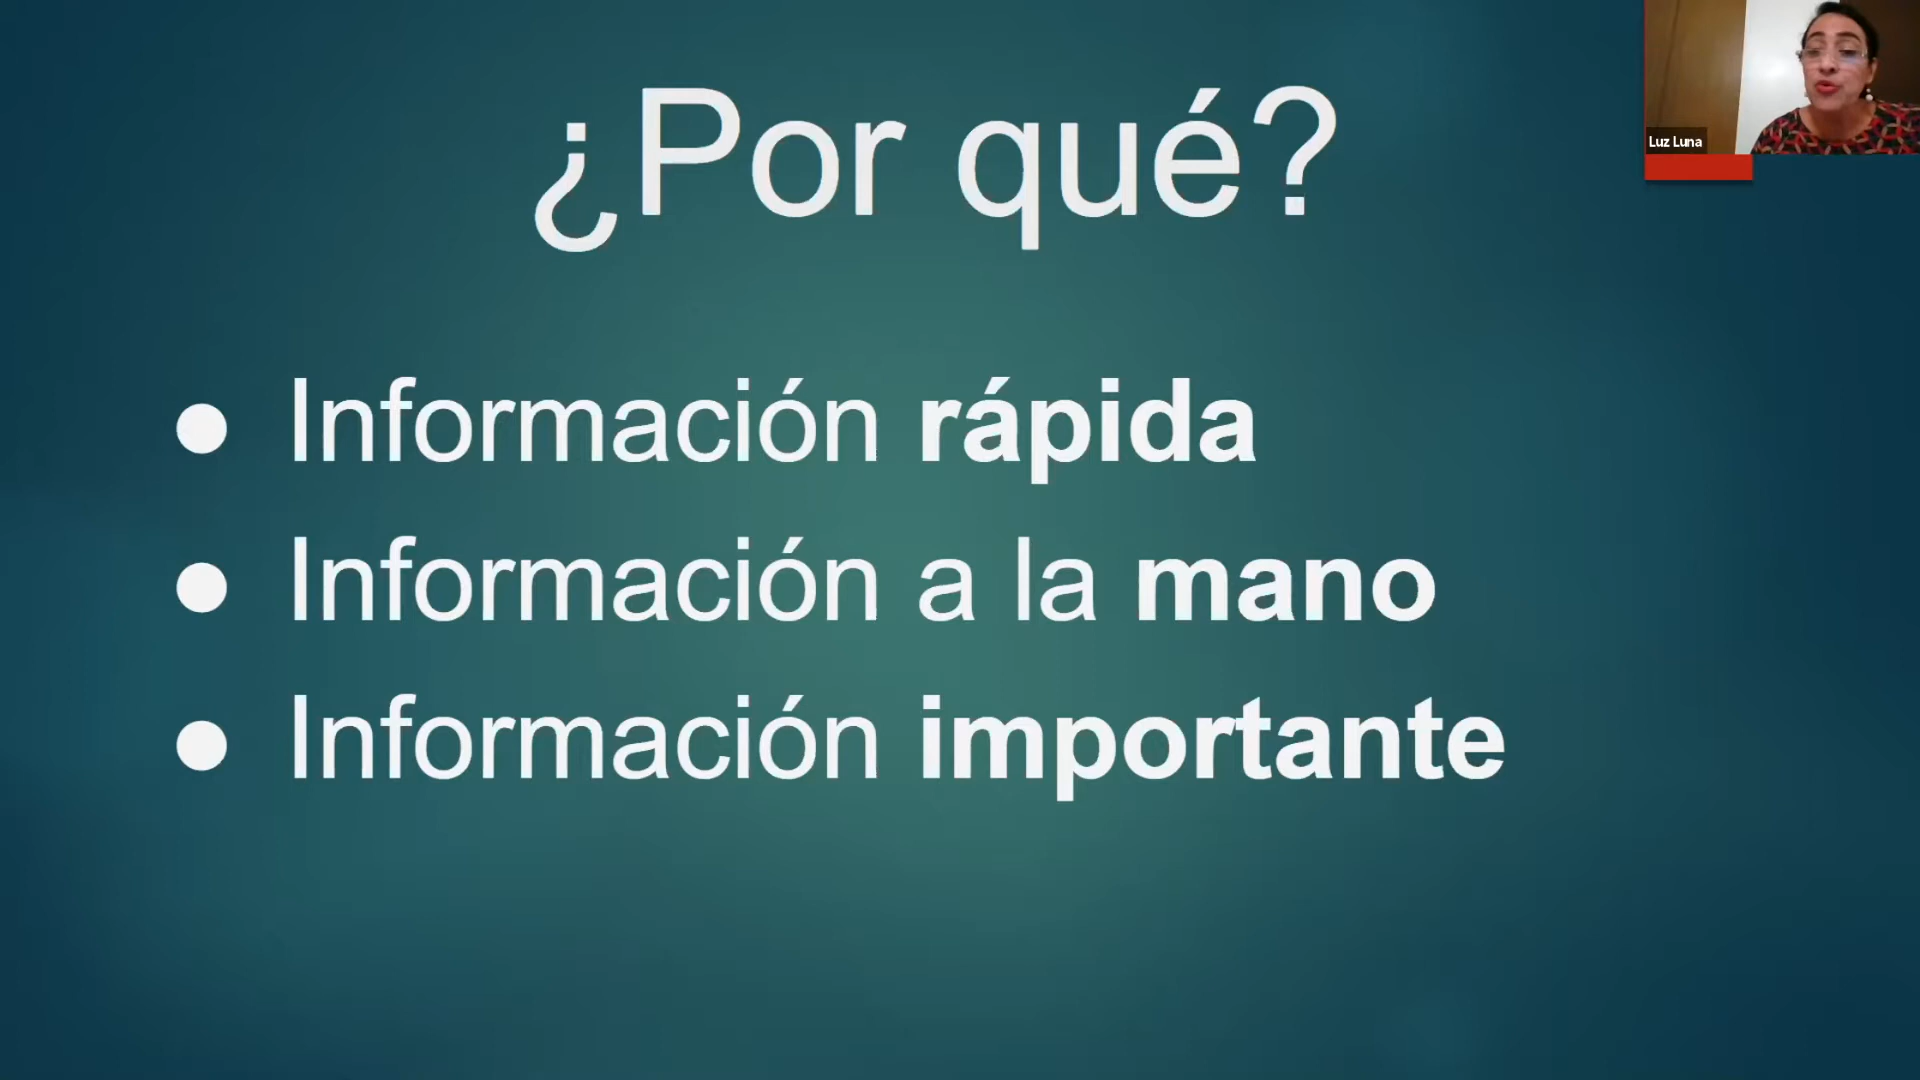 ¿Por qué?
Luz Luna
● Información rápida
● Información a la mano
● Información importante